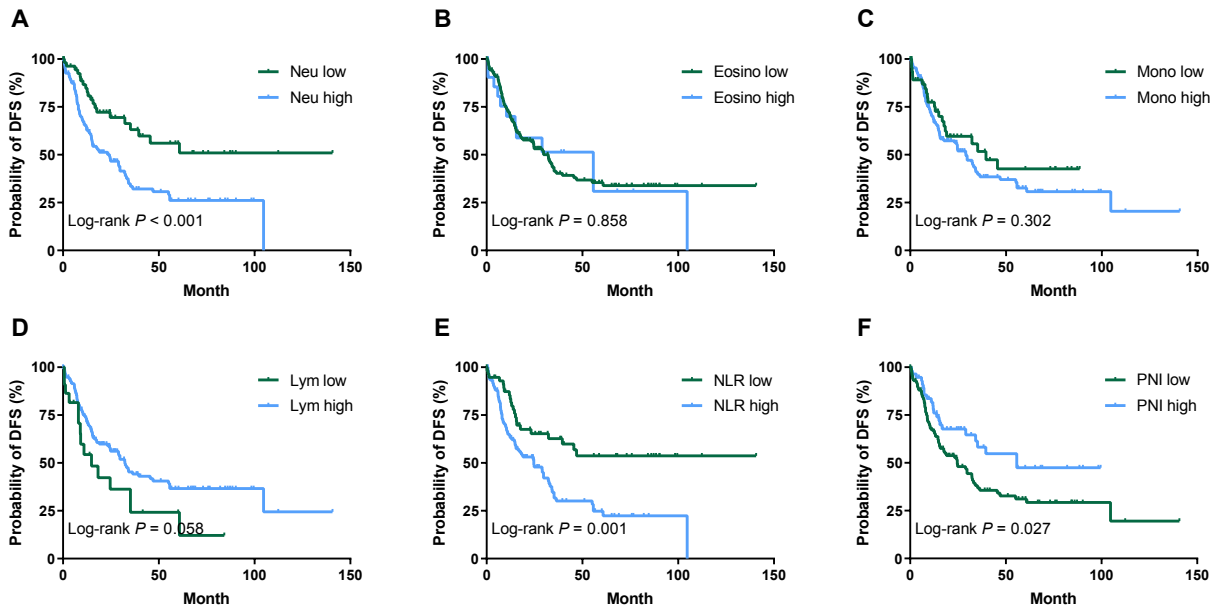 A
Probability of DFS (%)
100
75
50
25
0
Neu low
Neu high
Log-rank P < 0.001
0 50 100 150
Month
B
Probability of DFS (%)
100
75
50
25
0
Eosino low
Eosino high
Log-rank P = 0.858
0 50 100 150
Month
C
Probability of DFS (%)
100
75
50
25
0
Mono low
Mono high
Log-rank P = 0.302
0 50 100 150
Month
D
Probability of DFS (%)
100
75
50
25
0
Lym low
Lym high
Log-rank P = 0.058
0 50 100 150
Month
E
Probability of DFS (%)
100
75
50
25
0
NLR low
NLR high
Log-rank P = 0.001
0 50 100 150
Month
F
Probability of DFS (%)
100
75
50
25
0
PNI low
PNI high
Log-rank P = 0.027
0 50 100 150
Month